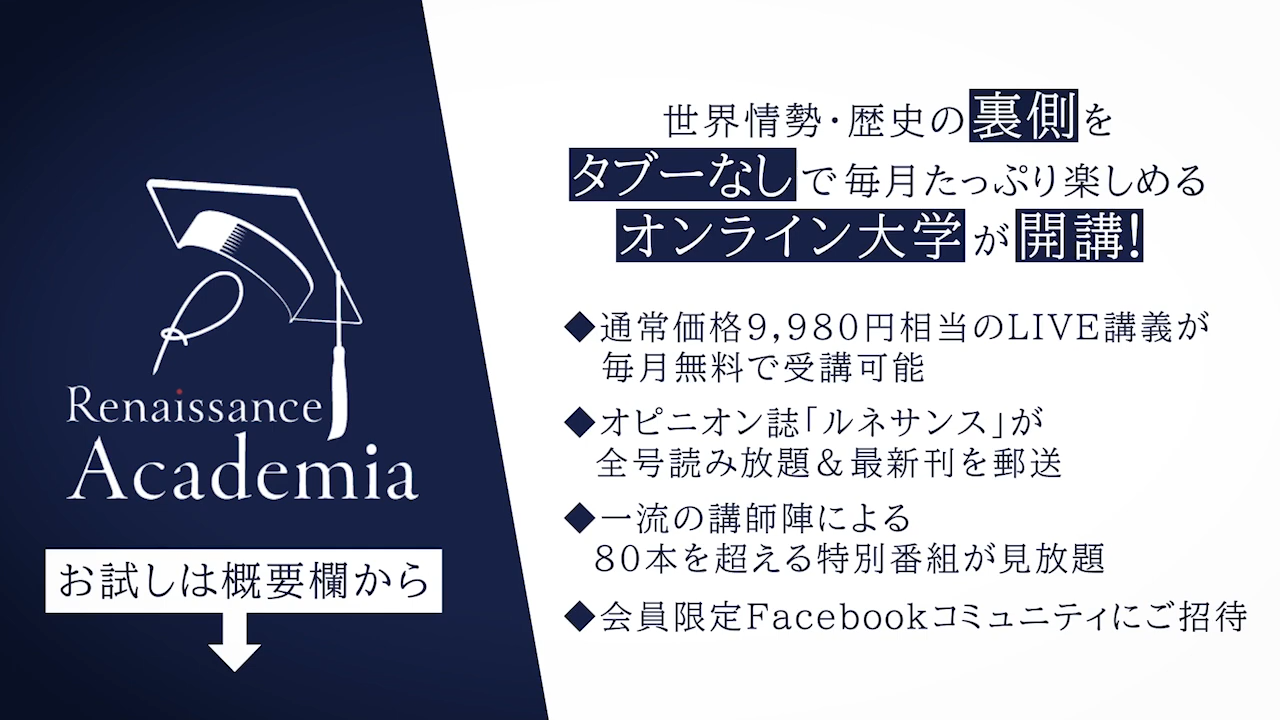 Renaissance
Academia
お試しは概要欄から
世界情勢・歴史の裏側を
タブーなしで毎月たっぷり楽しめる
オンライン大学が開講!
◆通常価格9,980円相当のLIVE講義が
毎月無料で受講可能
◆オピニオン誌「ルネサンス」が
全号読み放題&最新刊を郵送
◆一流の講師陣による
80本を超える特別番組が見放題
◆会員限定Facebookコミュニティにご招待